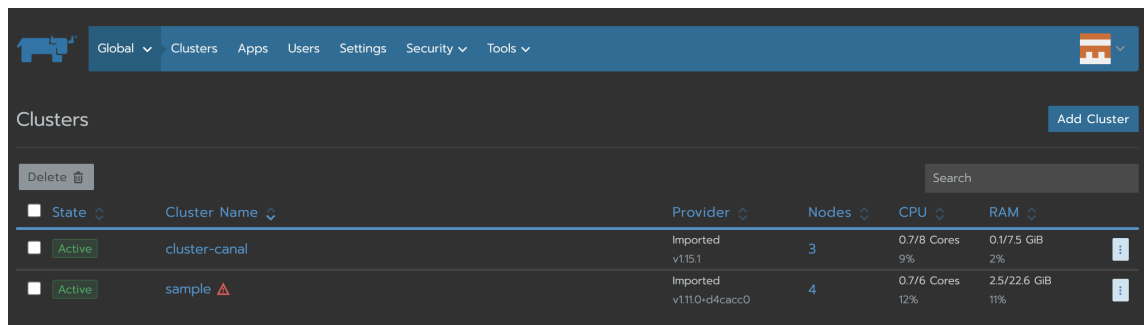 Global Clusters Apps Users Settings Security Tools
Clusters
Add Cluster
Delete
Search
State Cluster Name Provider Nodes CPU RAM
Active cluster-canal Imported 3 0.7/8 Cores 0.1/7.5 GiB
v1.15.1 9% 2%
Active sample Imported 4 0.7/6 Cores 2.5/22.6 GiB
v1.11.0+d4cacc0 12% 11%